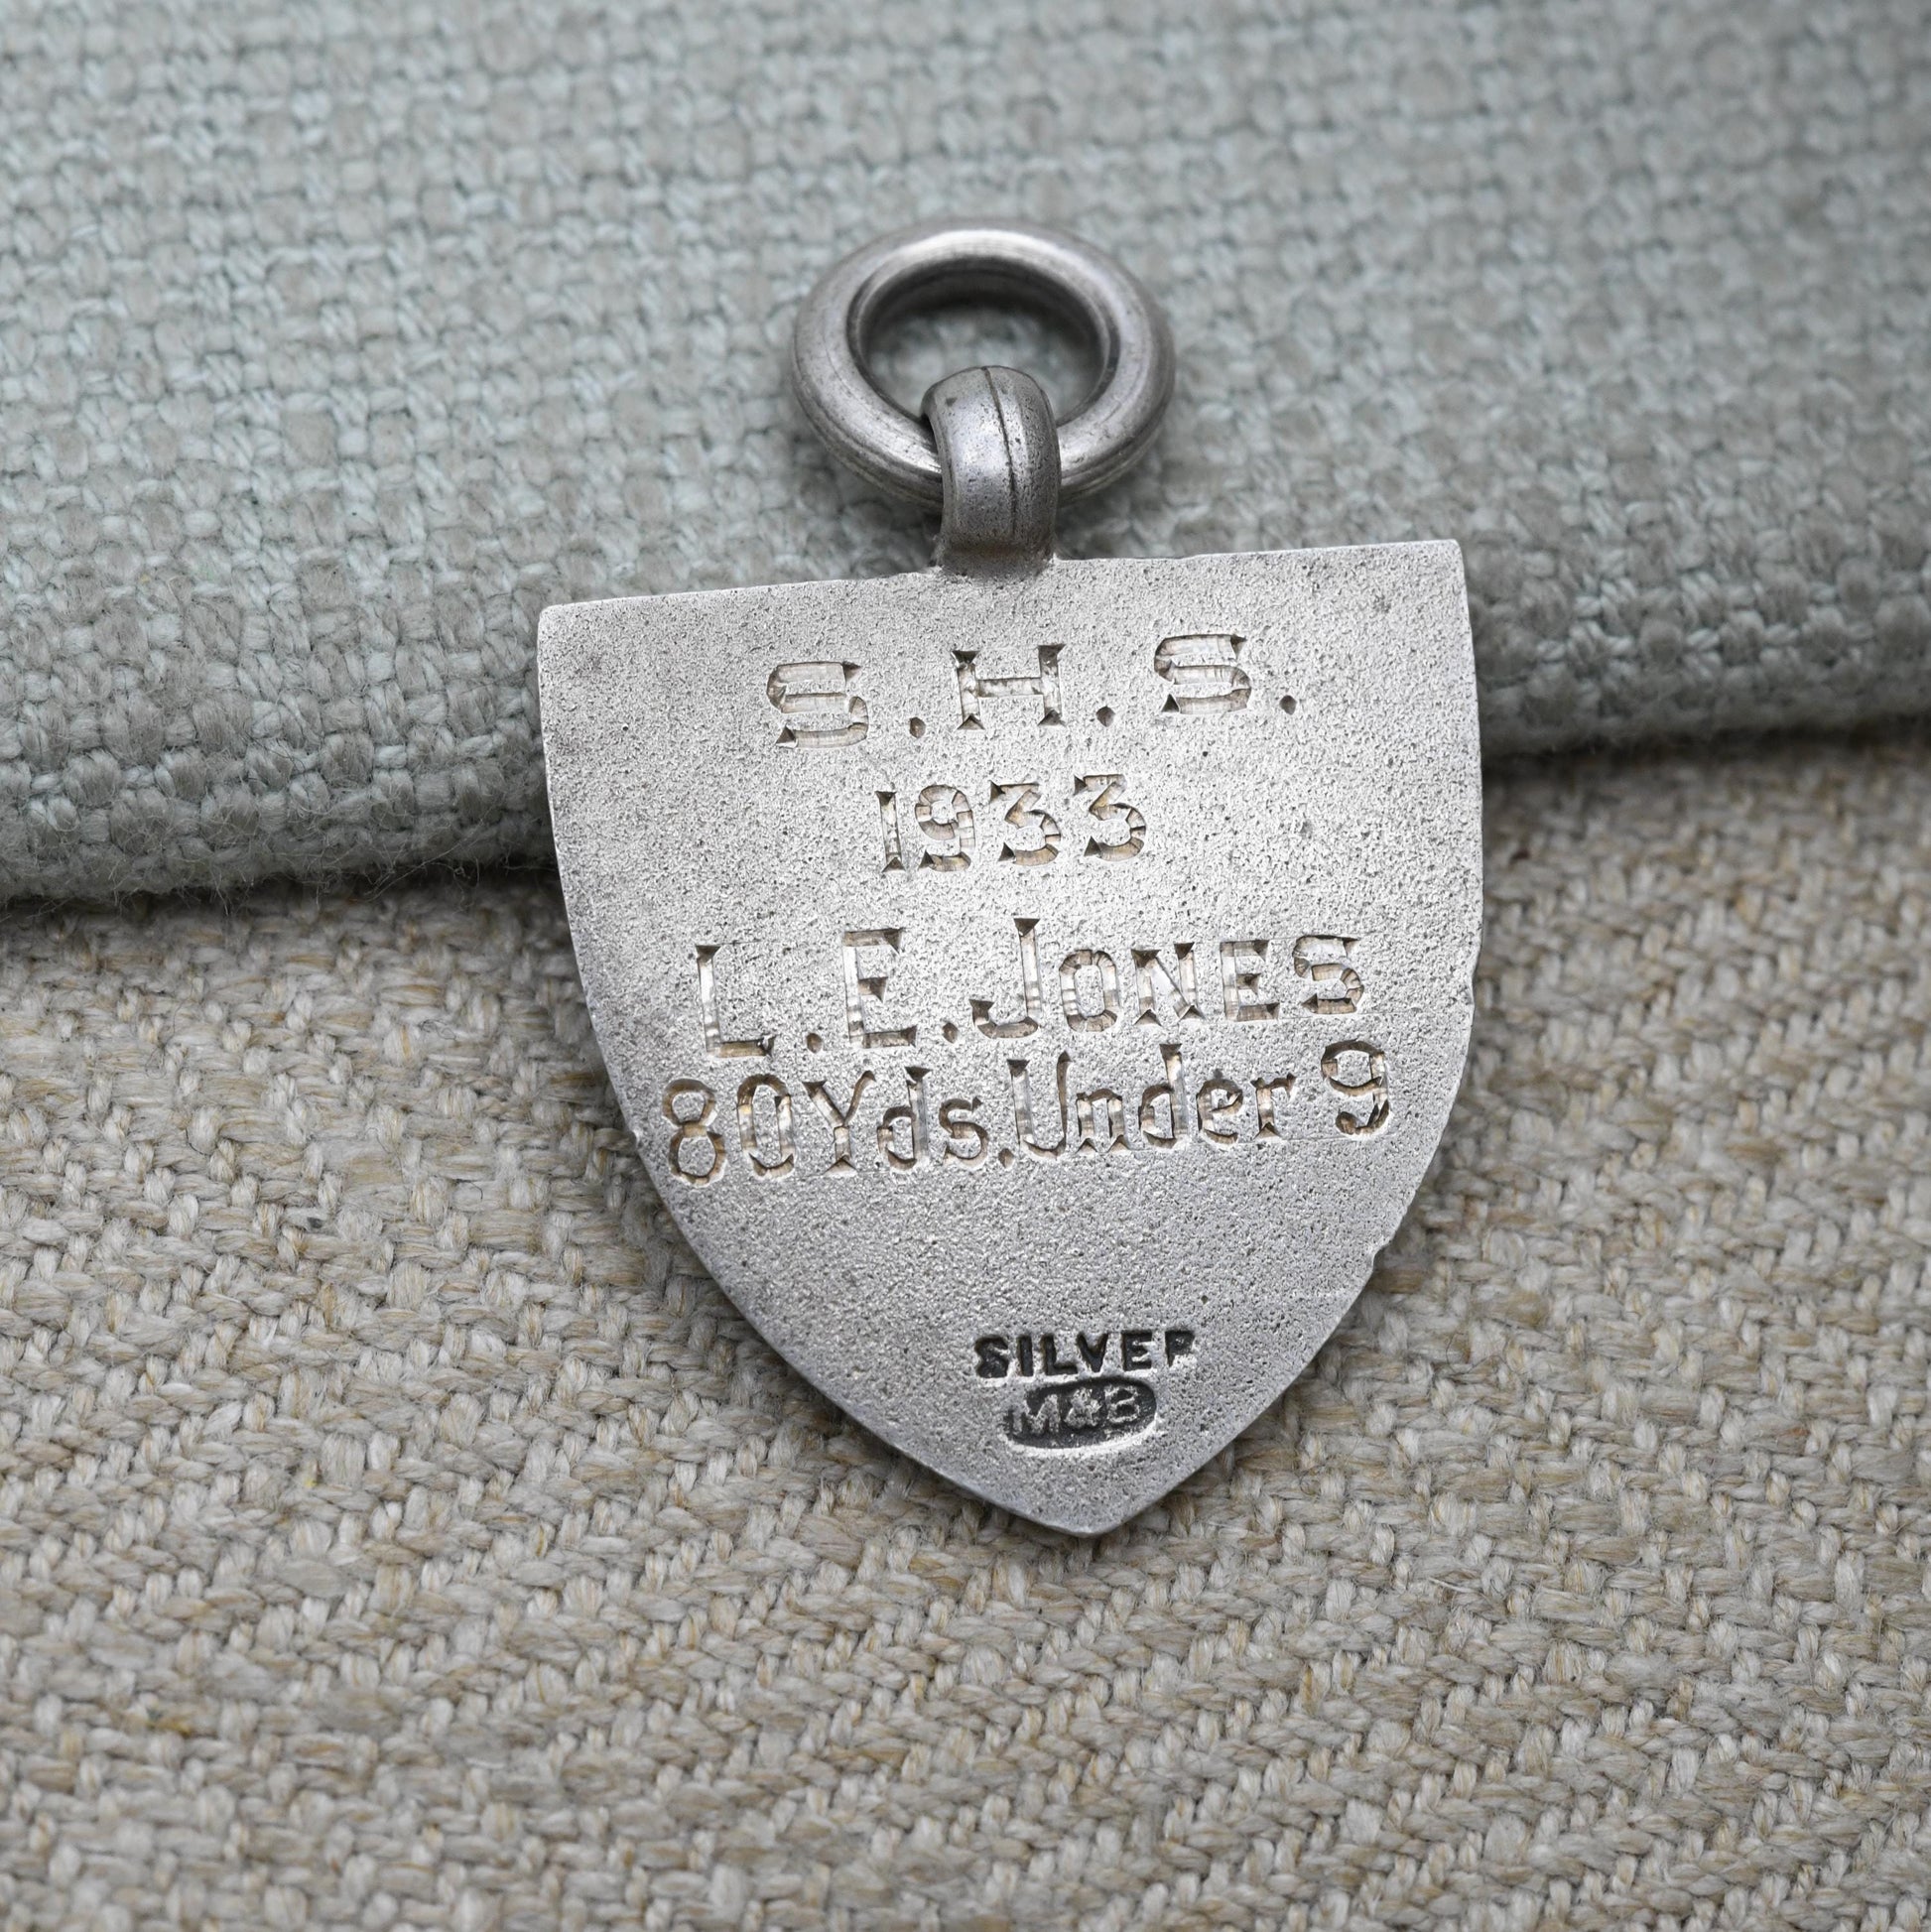 S.H.S.
1933
L.E.JONES
80Yds.Under 9
SILVER
M&B